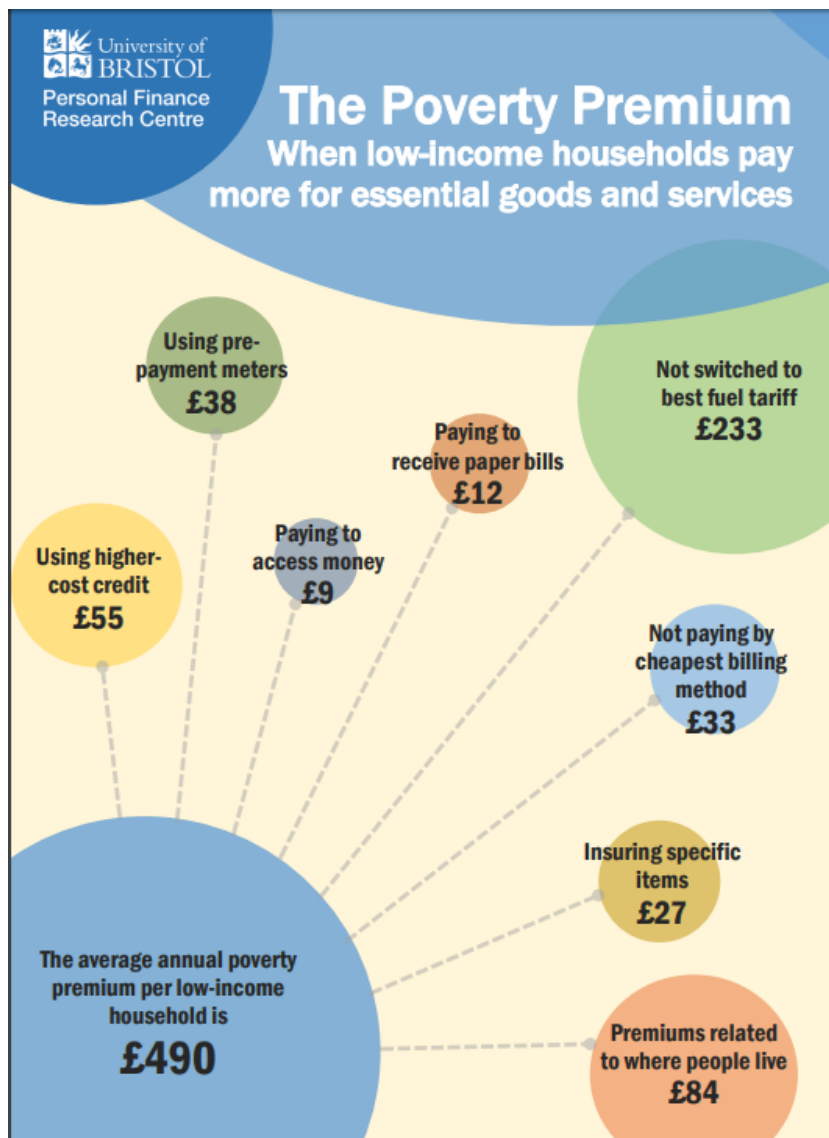 University of
BRISTOL
Personal Finance
Research Centre
The Poverty Premium
When low-income households pay
more for essential goods and services
Using pre-
payment meters
£38
Not switched to
best fuel tariff
£233
Paying to
receive paper bills
£12
Using higher-
cost credit
£55
Paying to
access money
£9
Not paying by
cheapest billing
method
£33
Insuring specific
items
£27
The average annual poverty
premium per low-income
household is
£490
Premiums related
to where people live
£84